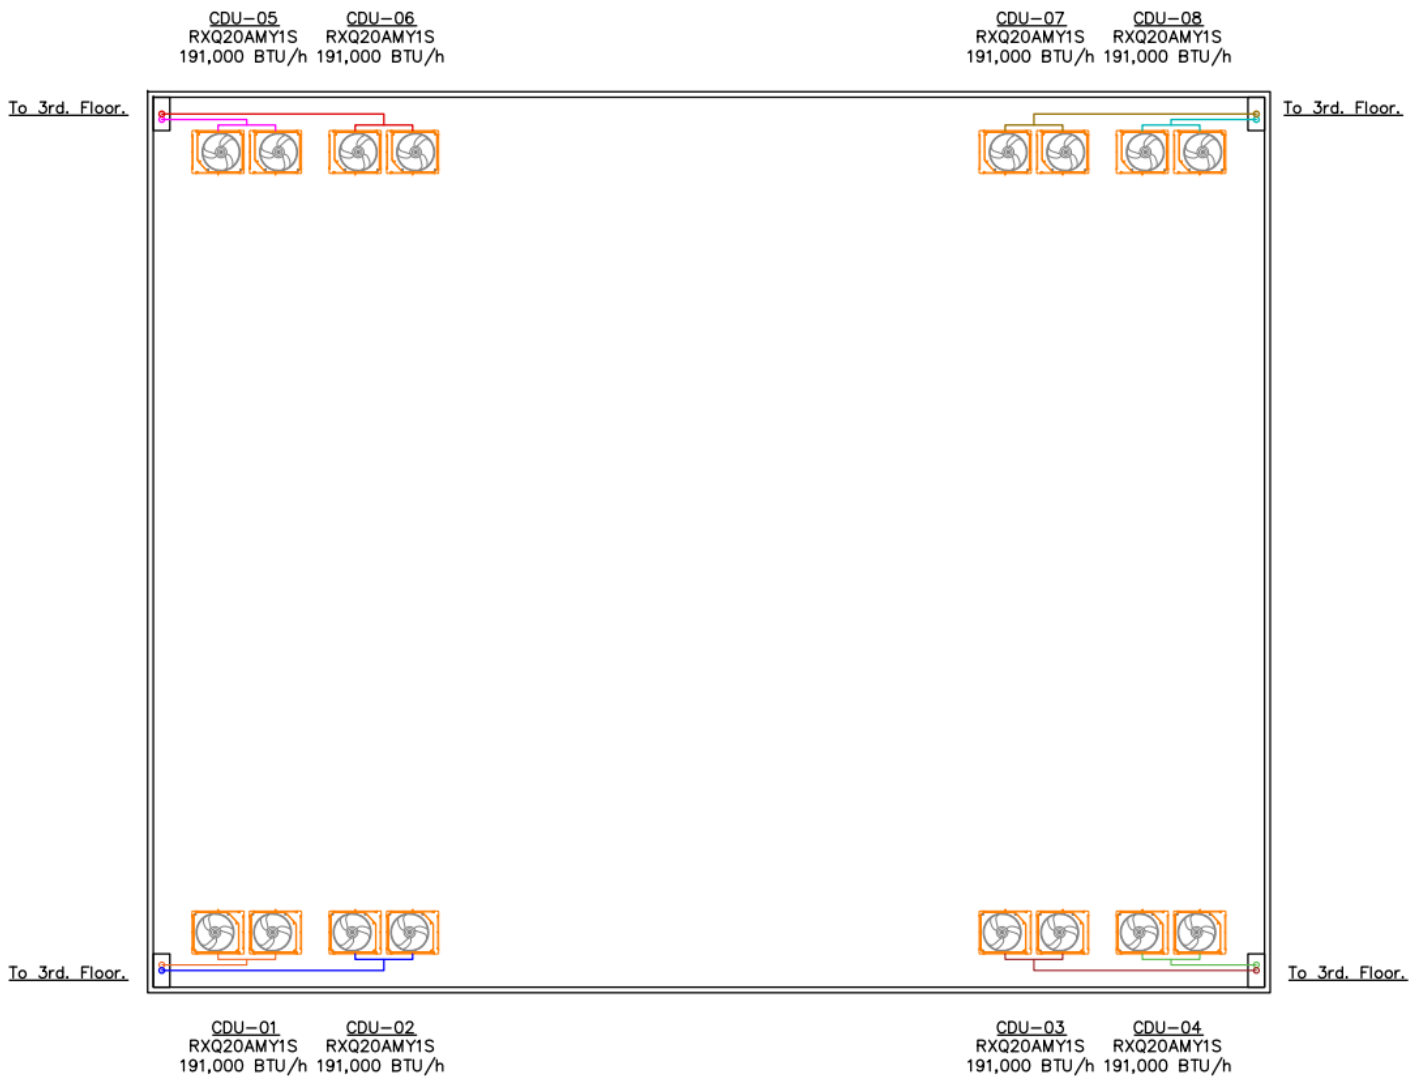 CDU-05
RXQ20AMY1S
191,000 BTU/h
CDU-06
RXQ20AMY1S
191,000 BTU/h
CDU-07
RXQ20AMY1S
191,000 BTU/h
CDU-08
RXQ20AMY1S
191,000 BTU/h
To 3rd. Floor.
To 3rd. Floor.
To 3rd. Floor.
To 3rd. Floor.
CDU-01
RXQ20AMY1S
191,000 BTU/h
CDU-02
RXQ20AMY1S
191,000 BTU/h
CDU-03
RXQ20AMY1S
191,000 BTU/h
CDU-04
RXQ20AMY1S
191,000 BTU/h